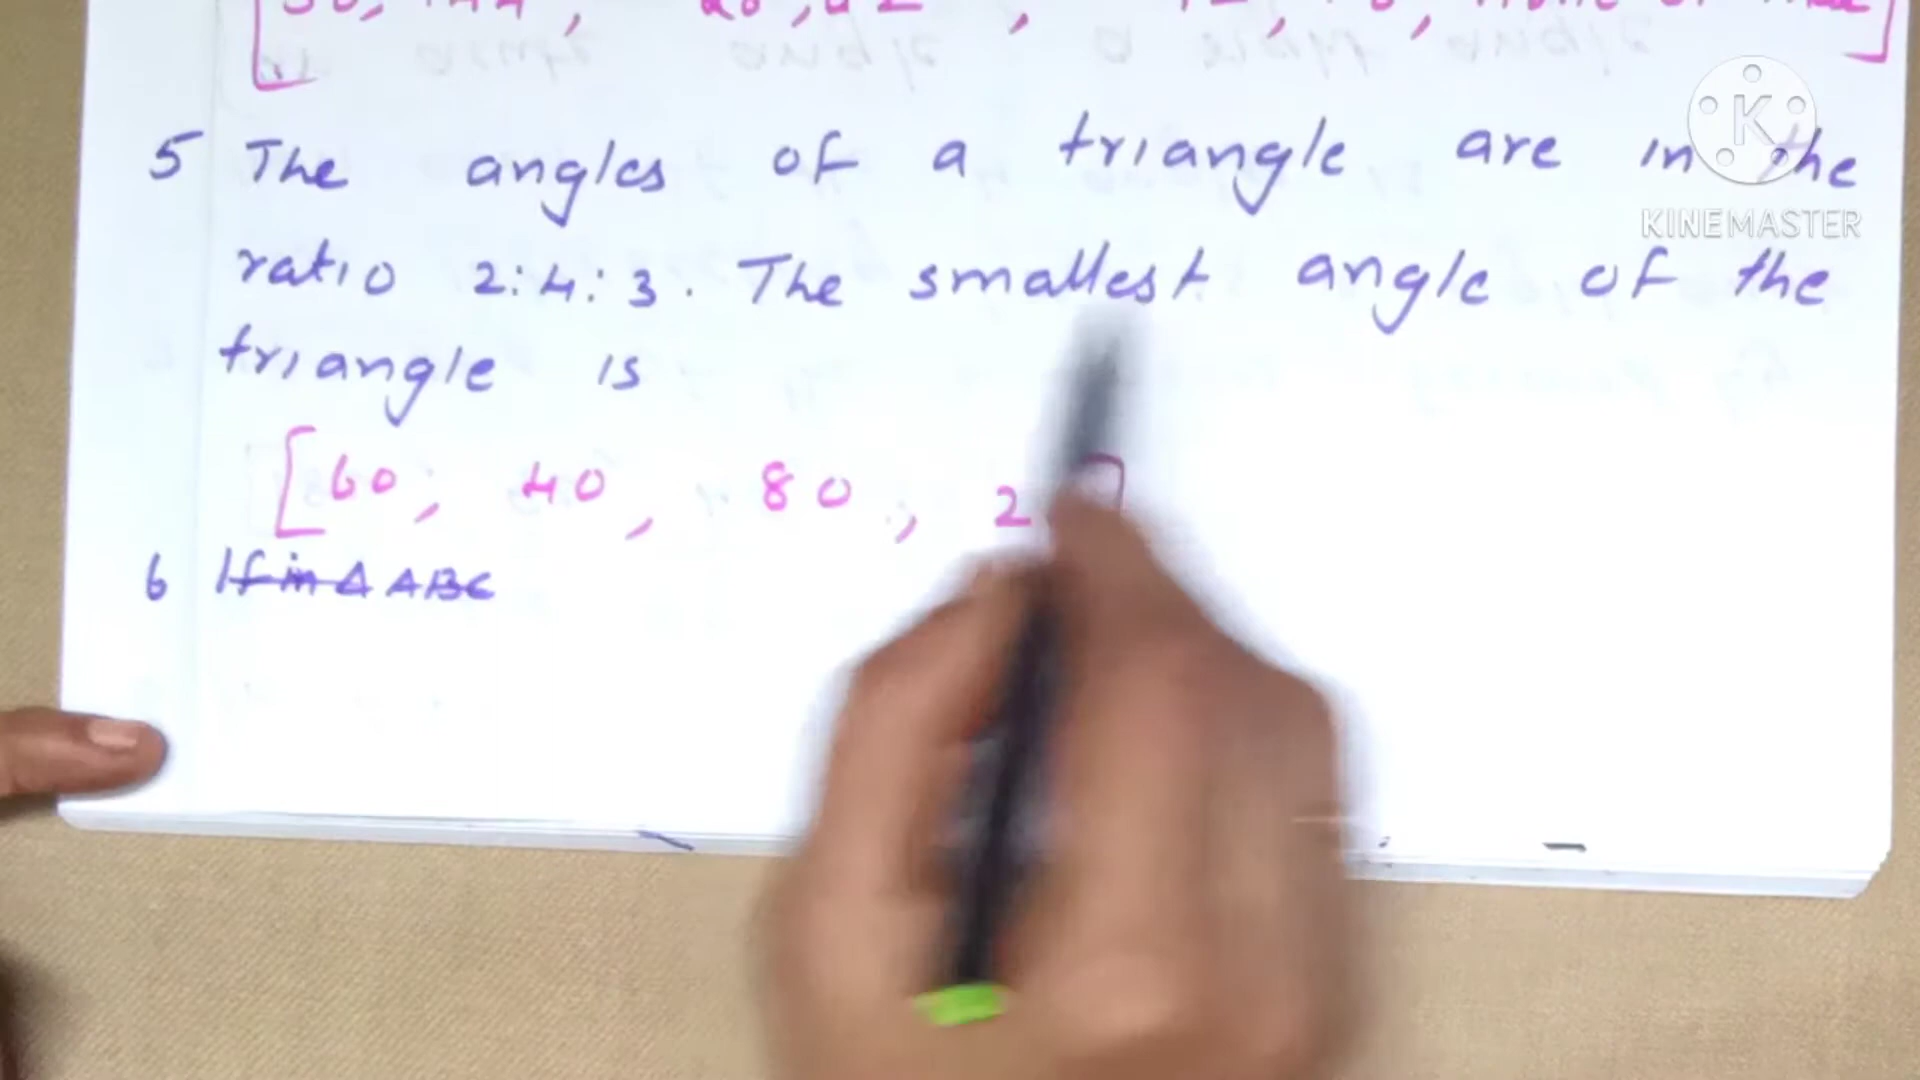 5 The angles of a triangle are in the
KINEMASTER
ratio 2:4:3. The smallest angle of the
triangle is
[60, 40, 80, 2
6 If in △ ABC